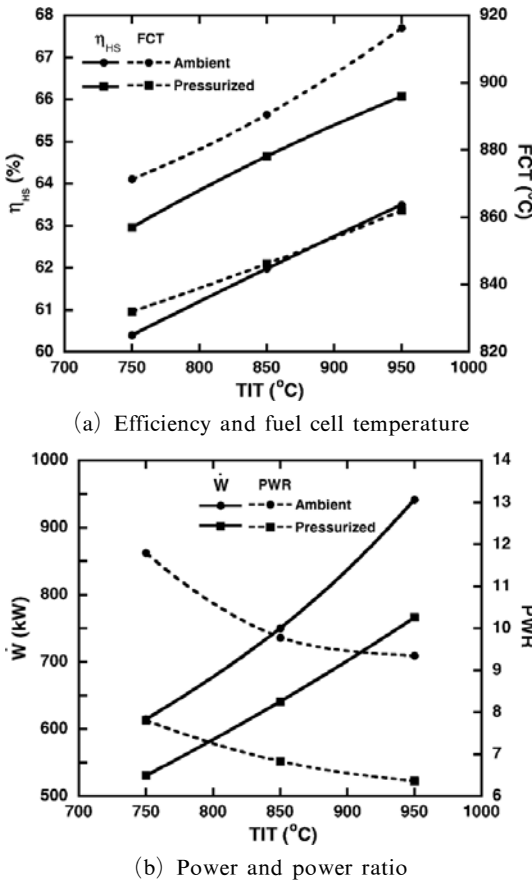 68
67
66
65
64
63
62
61
60
η_HS (%)
η_HS FCT
Ambient
Pressurized
920
900
880
860
840
820
FCT (°C)
700 750 800 850 900 950 1000
TIT (°C)
(a) Efficiency and fuel cell temperature
1000
900
800
700
600
500
Ẇ (kW)
Ẇ PWR
Ambient
Pressurized
14
13
12
11
10
9
8
7
6
PWR
700 750 800 850 900 950 1000
TIT (°C)
(b) Power and power ratio